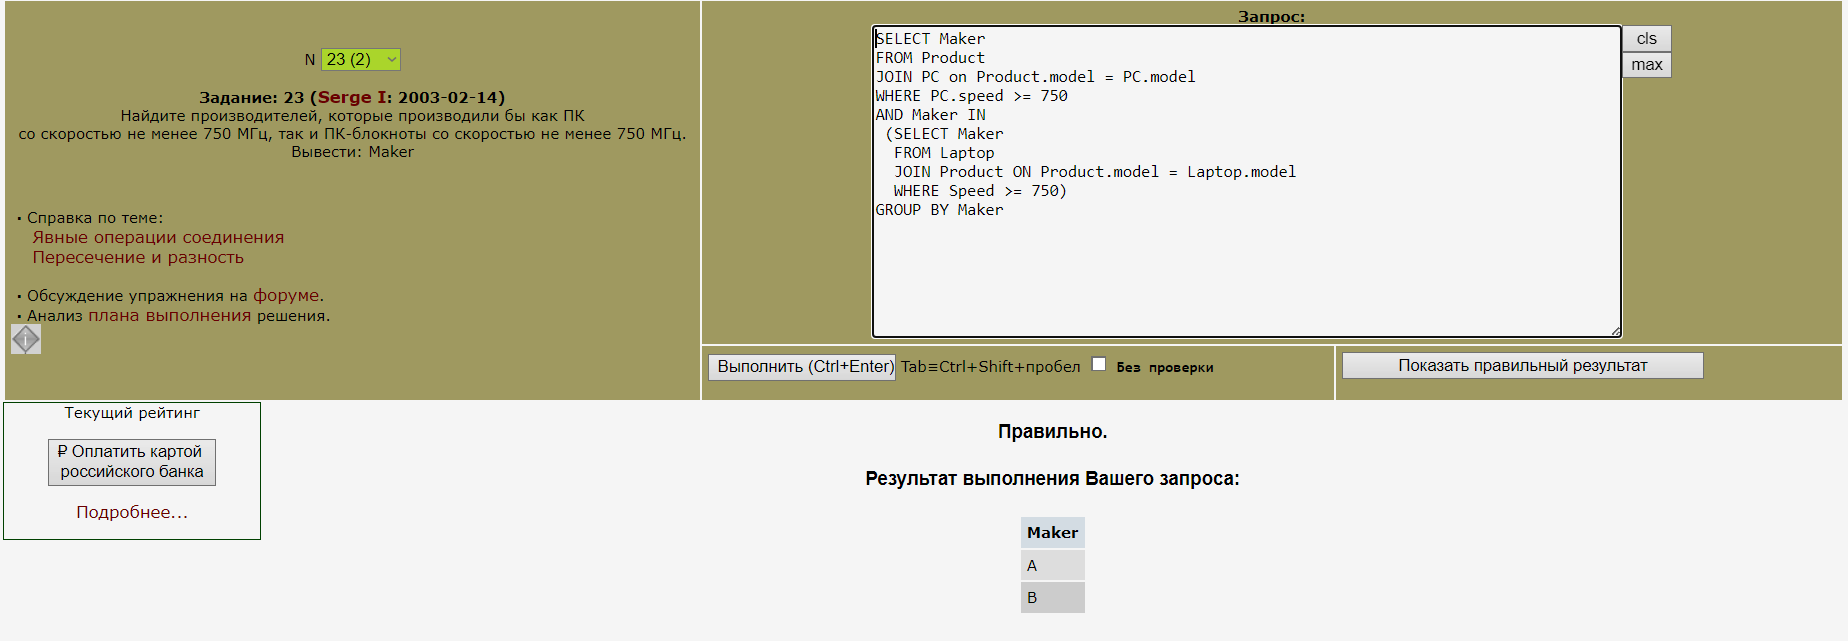 N 23 (2)
Задание: 23 (Serge I: 2003-02-14)
Найдите производителей, которые производили бы как ПК
со скоростью не менее 750 МГц, так и ПК-блокноты со скоростью не менее 750 МГц.
Вывести: Maker
• Справка по теме:
Явные операции соединения
Пересечение и разность
• Обсуждение упражнения на форуме.
• Анализ плана выполнения решения.
Запрос:
SELECT Maker
FROM Product
JOIN PC on Product.model = PC.model
WHERE PC.speed >= 750
AND Maker IN
(SELECT Maker
FROM Laptop
JOIN Product ON Product.model = Laptop.model
WHERE Speed >= 750)
GROUP BY Maker
cls
max
Выполнить (Ctrl+Enter) Tab≡Ctrl+Shift+пробел Без проверки
Показать правильный результат
Текущий рейтинг
₽ Оплатить картой
российского банка
Подробнее...
Правильно.
Результат выполнения Вашего запроса:
Maker
A
B